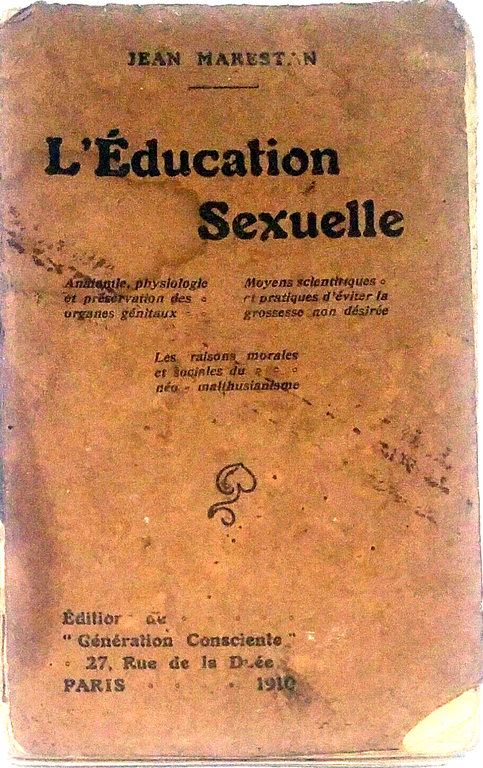 JEAN MARESTAN
L'Éducation
Sexuelle
Anatomie, physiologie
et préservation des
organes génitaux
Moyens scientifiques
et pratiques d'éviter la
grossesse non désirée
Les raisons morales
et sociales du
néo - malthusianisme
Édition de
"Génération Consciente"
27, Rue de la Duée
PARIS 1910